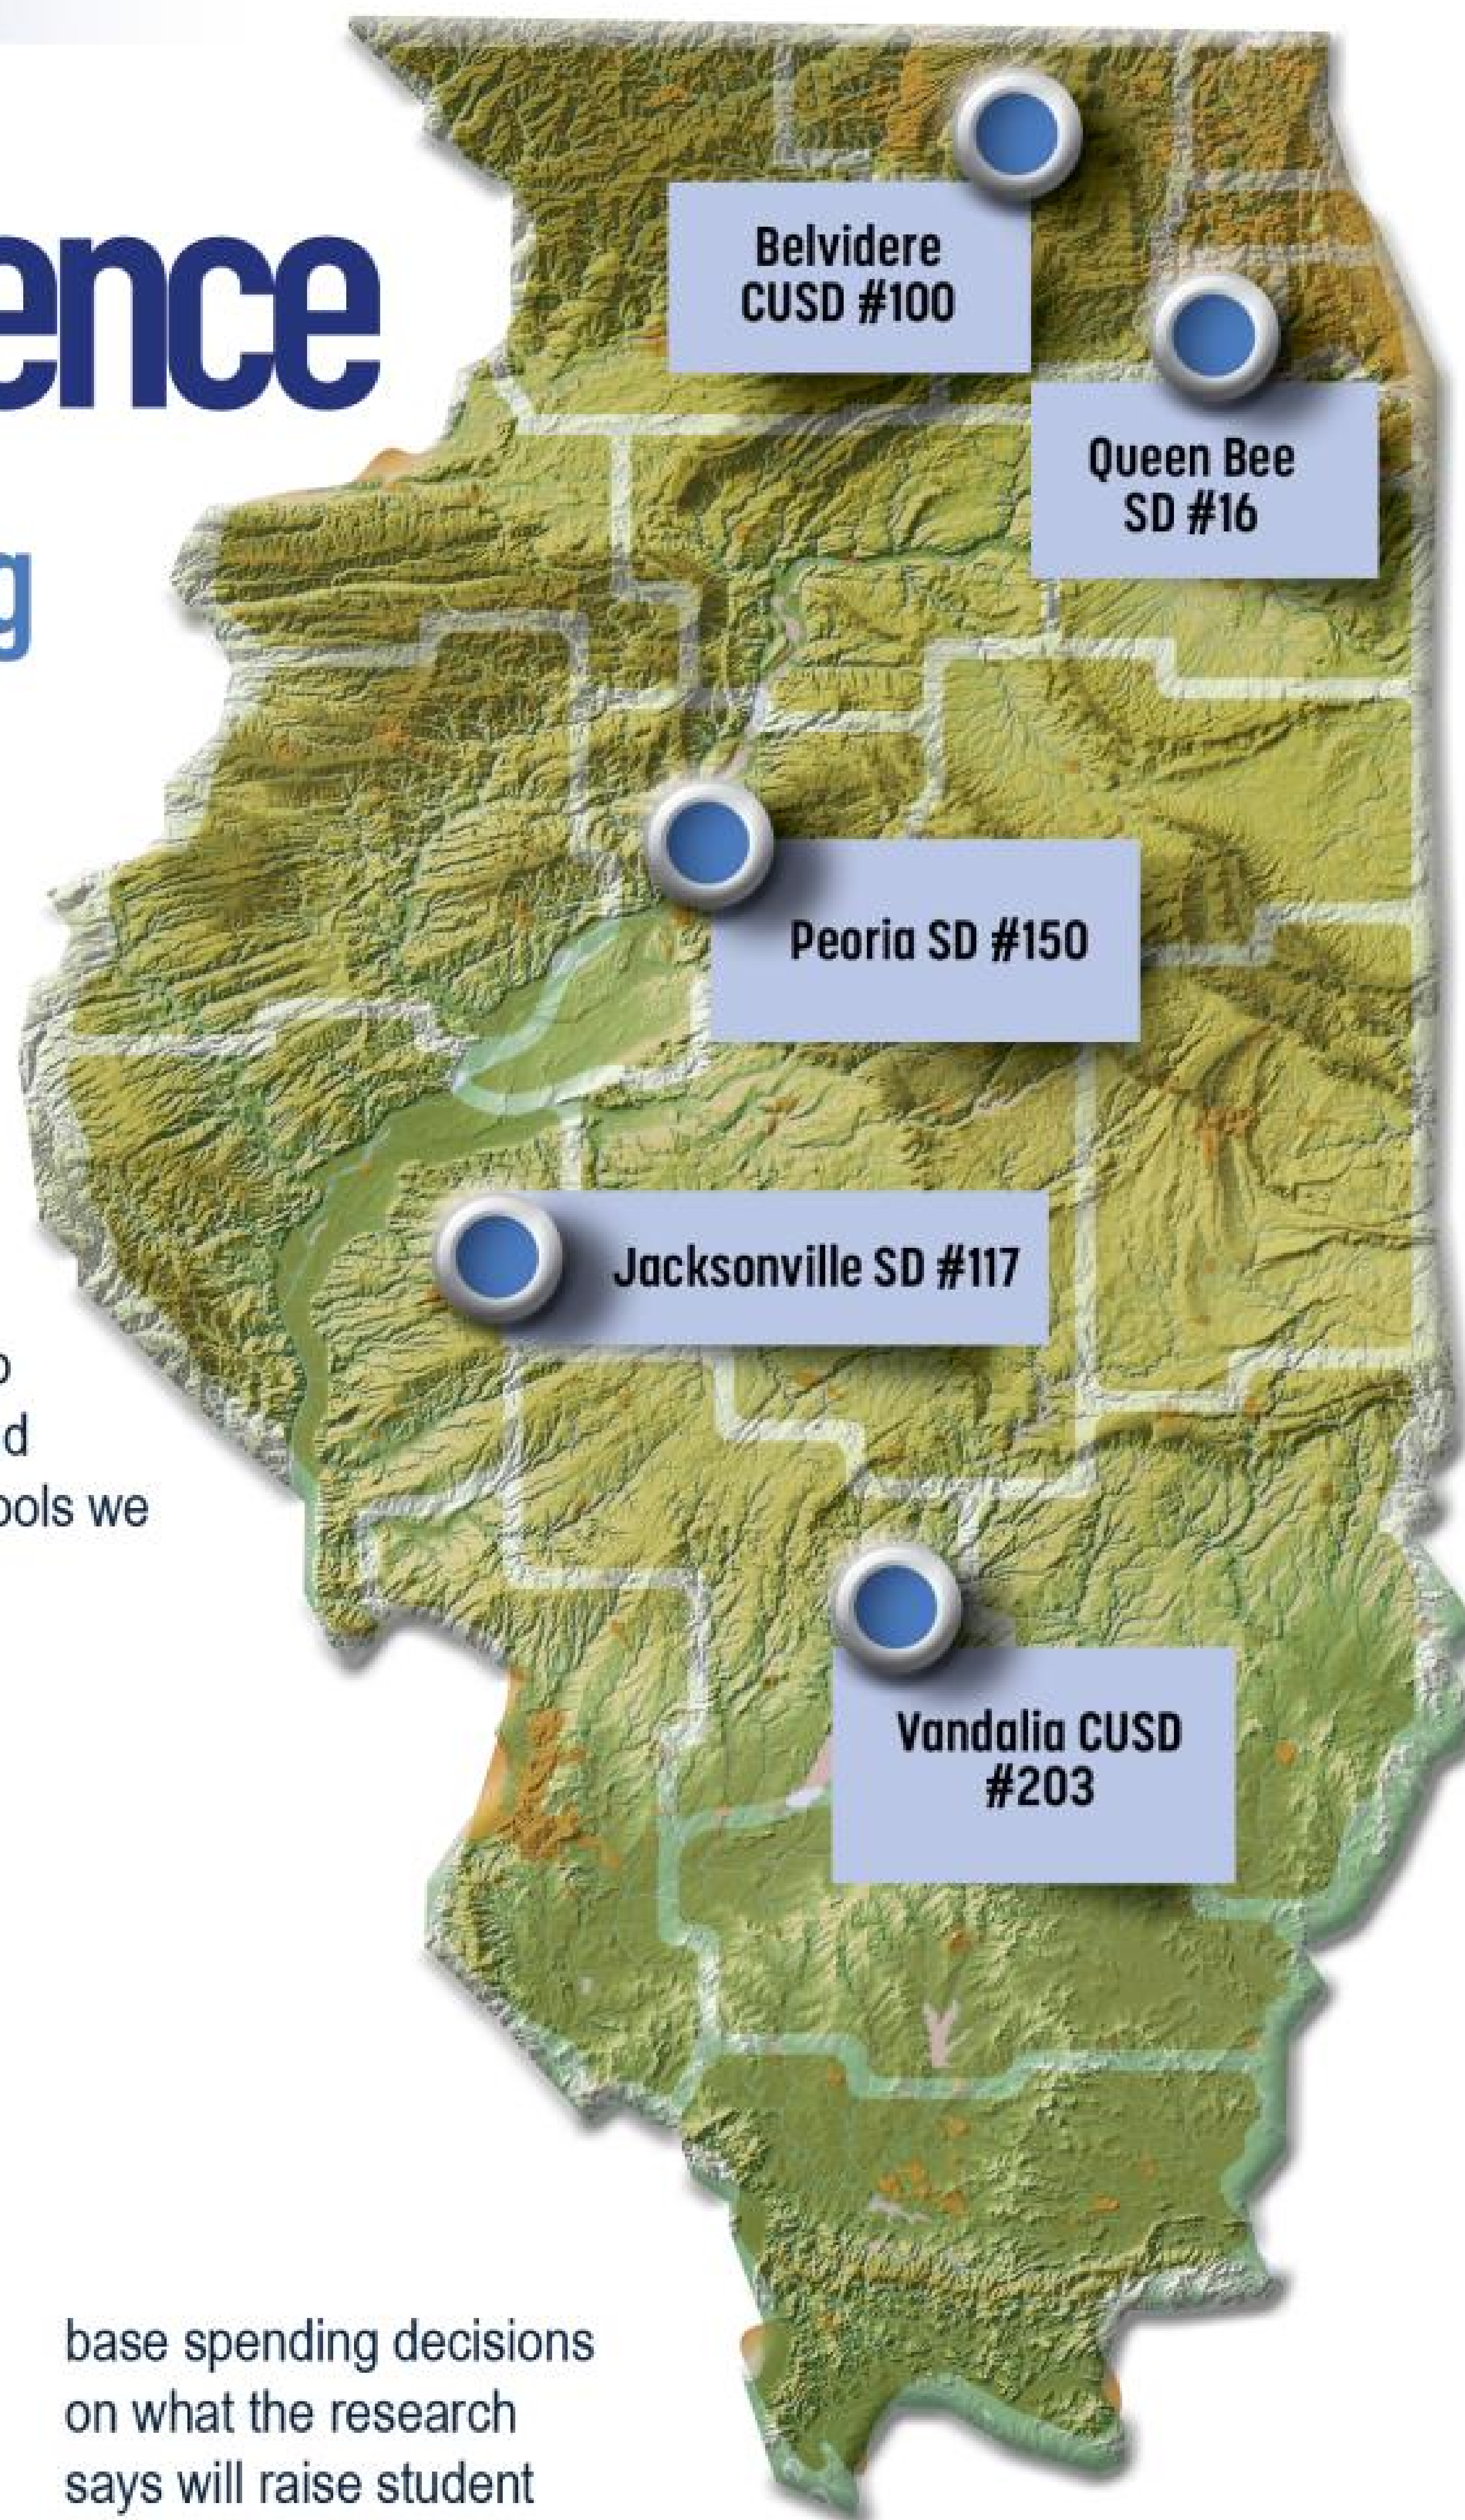 ence
g
Belvidere
CUSD #100
Queen Bee
SD #16
Peoria SD #150
Jacksonville SD #117
o
d
ools we
Vandalia CUSD
#203
base spending decisions
on what the research
says will raise student